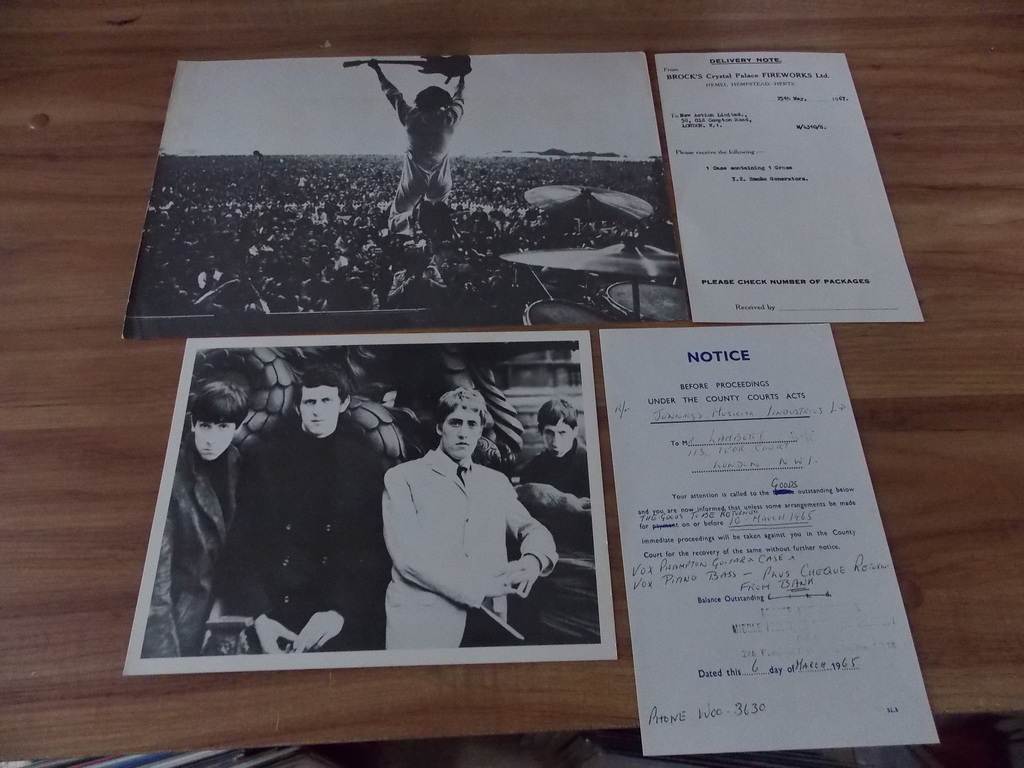 DELIVERY NOTE.
From
BROCK'S Crystal Palace FIREWORKS Ltd.
HEMEL HEMPSTEAD, HERTS.
25th May, 1967.
To New Action Limited.,
58, Old Compton Road,
LONDON, W.1.
Please receive the following:—
1 Case containing 1 Gross
T.2. Smoke Generators.
PLEASE CHECK NUMBER OF PACKAGES
Received by
NOTICE
BEFORE PROCEEDINGS
UNDER THE COUNTY COURTS ACTS
Jennings Musical Industries Ld
To Mr LAMBERT
113 IVOR COURT
LONDON NW1.
GOODS
Your attention is called to the outstanding below
and you are now informed, that unless some arrangements be made
THE GOODS TO BE RETURNED
for payment on or before 10-MARCH 1965
immediate proceedings will be taken against you in the County
Court for the recovery of the same without further notice.
VOX PHAMPTON GUITAR & CASE
VOX PIANO BASS — PLUS CHEQUE RETURN
FROM BANK
Balance Outstanding £ s d
Dated this 6 day of MARCH 1965
PHONE WOO-3630